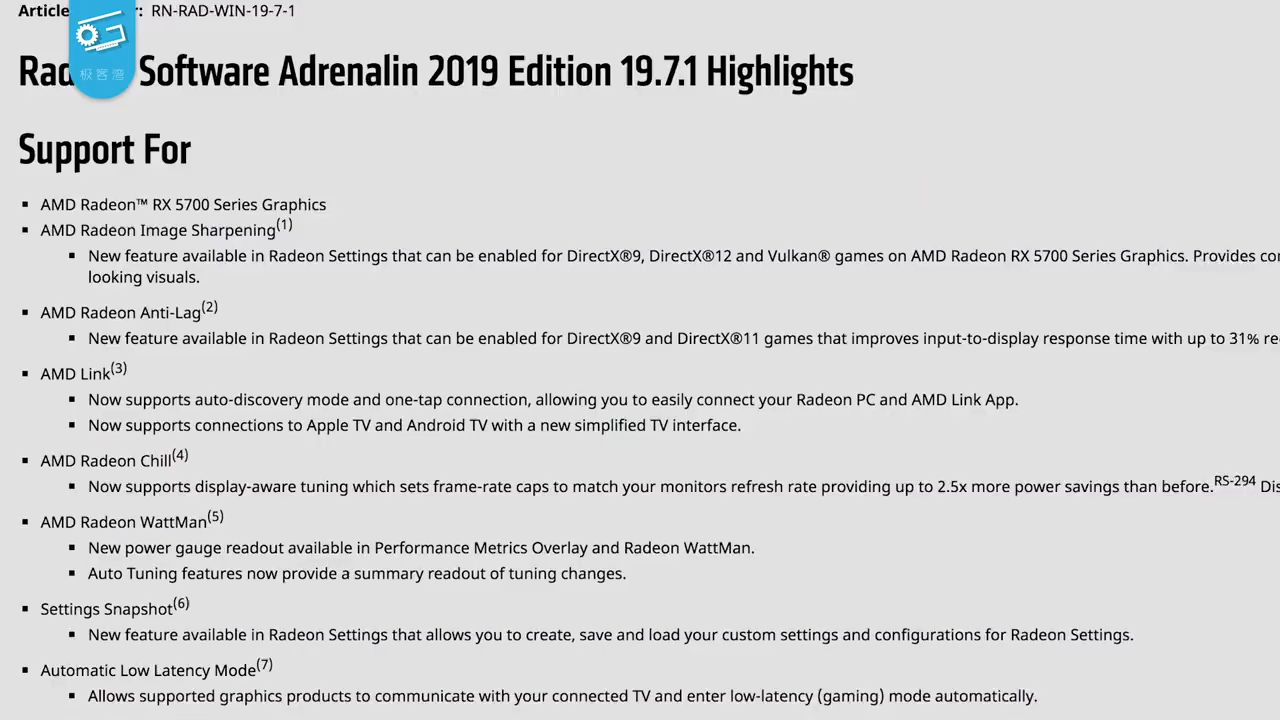 Article : RN-RAD-WIN-19-7-1
极客湾
Software Adrenalin 2019 Edition 19.7.1 Highlights
Support For
▪ AMD Radeon™ RX 5700 Series Graphics
▪ AMD Radeon Image Sharpening(1)
▪ New feature available in Radeon Settings that can be enabled for DirectX®9, DirectX®12 and Vulkan® games on AMD Radeon RX 5700 Series Graphics. Provides
looking visuals.
▪ AMD Radeon Anti-Lag(2)
▪ New feature available in Radeon Settings that can be enabled for DirectX®9 and DirectX®11 games that improves input-to-display response time with up to 31%
▪ AMD Link(3)
▪ Now supports auto-discovery mode and one-tap connection, allowing you to easily connect your Radeon PC and AMD Link App.
▪ Now supports connections to Apple TV and Android TV with a new simplified TV interface.
▪ AMD Radeon Chill(4)
▪ Now supports display-aware tuning which sets frame-rate caps to match your monitors refresh rate providing up to 2.5x more power savings than before.RS-294
▪ AMD Radeon WattMan(5)
▪ New power gauge readout available in Performance Metrics Overlay and Radeon WattMan.
▪ Auto Tuning features now provide a summary readout of tuning changes.
▪ Settings Snapshot(6)
▪ New feature available in Radeon Settings that allows you to create, save and load your custom settings and configurations for Radeon Settings.
▪ Automatic Low Latency Mode(7)
▪ Allows supported graphics products to communicate with your connected TV and enter low-latency (gaming) mode automatically.